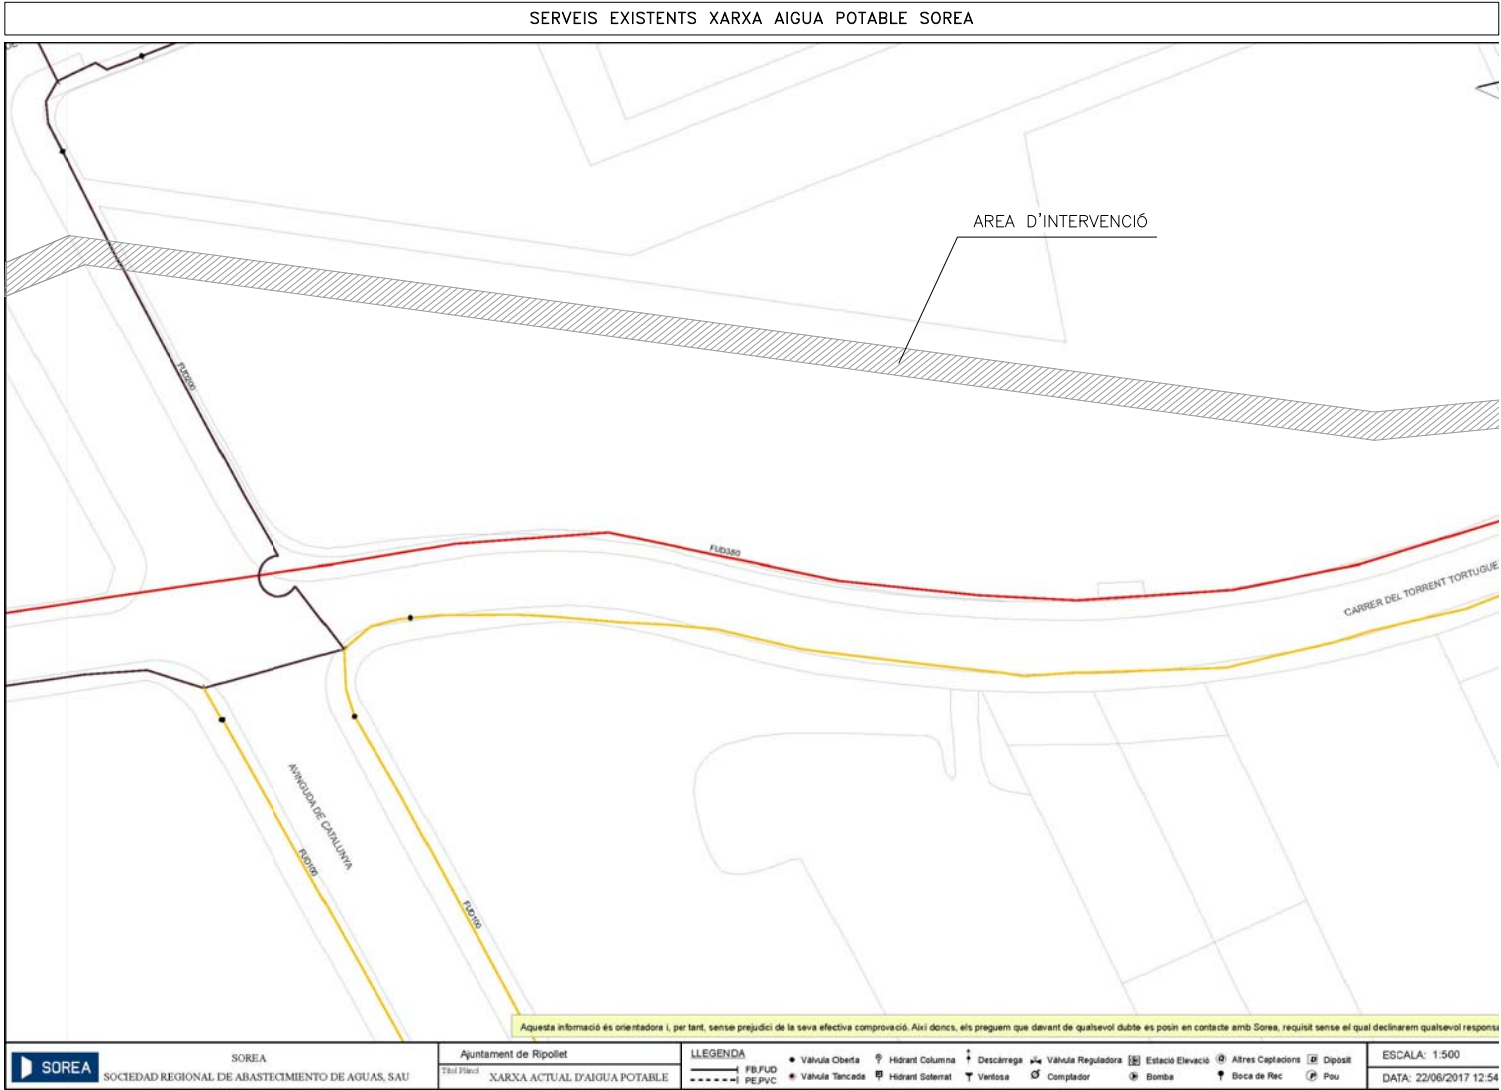 SERVEIS EXISTENTS XARXA AIGUA POTABLE SOREA
AREA D'INTERVENCIÓ
FUD200
FUD350
CARRER DEL TORRENT TORTUGUE
AVINGUDA DE CATALUNYA
FUD100
FUD100
Aquesta informació és orientadora i, per tant, sense prejudici de la seva efectiva comprovació. Així doncs, els preguem que davant de qualsevol dubte es posin en contacte amb Sorea, requisit sense el qual declinarem qualsevol responsa
SOREA
SOREA
SOCIEDAD REGIONAL DE ABASTECIMIENTO DE AGUAS, SAU
Ajuntament de Ripollet
Títol Plànol
XARXA ACTUAL D'AIGUA POTABLE
LLEGENDA
FB,FUD
PE,PVC
Vàlvula Oberta
Vàlvula Tancada
Hidrant Columna
Hidrant Soterrat
Descàrrega
Ventosa
Vàlvula Reguladora
Comptador
Estació Elevació
Bomba
Altres Captacions
Boca de Rec
Dipòsit
Pou
ESCALA: 1:500
DATA: 22/06/2017 12:54